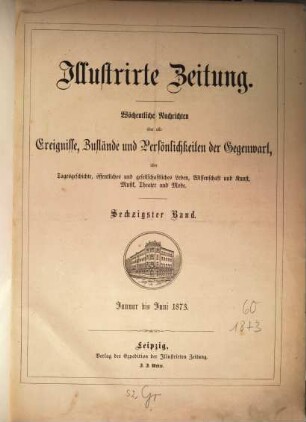 Illustrirte Zeitung.
Wöchentliche Nachrichten
über alle
Ereignisse, Zustände und Persönlichkeiten der Gegenwart,
über
Tagesgeschichte, öffentliches und gesellschaftliches Leben, Wissenschaft und Kunst,
Musik, Theater und Mode.
Sechzigster Band.
Januar bis Juni 1873.
60
1873
Leipzig,
Verlag der Expedition der Illustrirten Zeitung.
J. J. Weber.